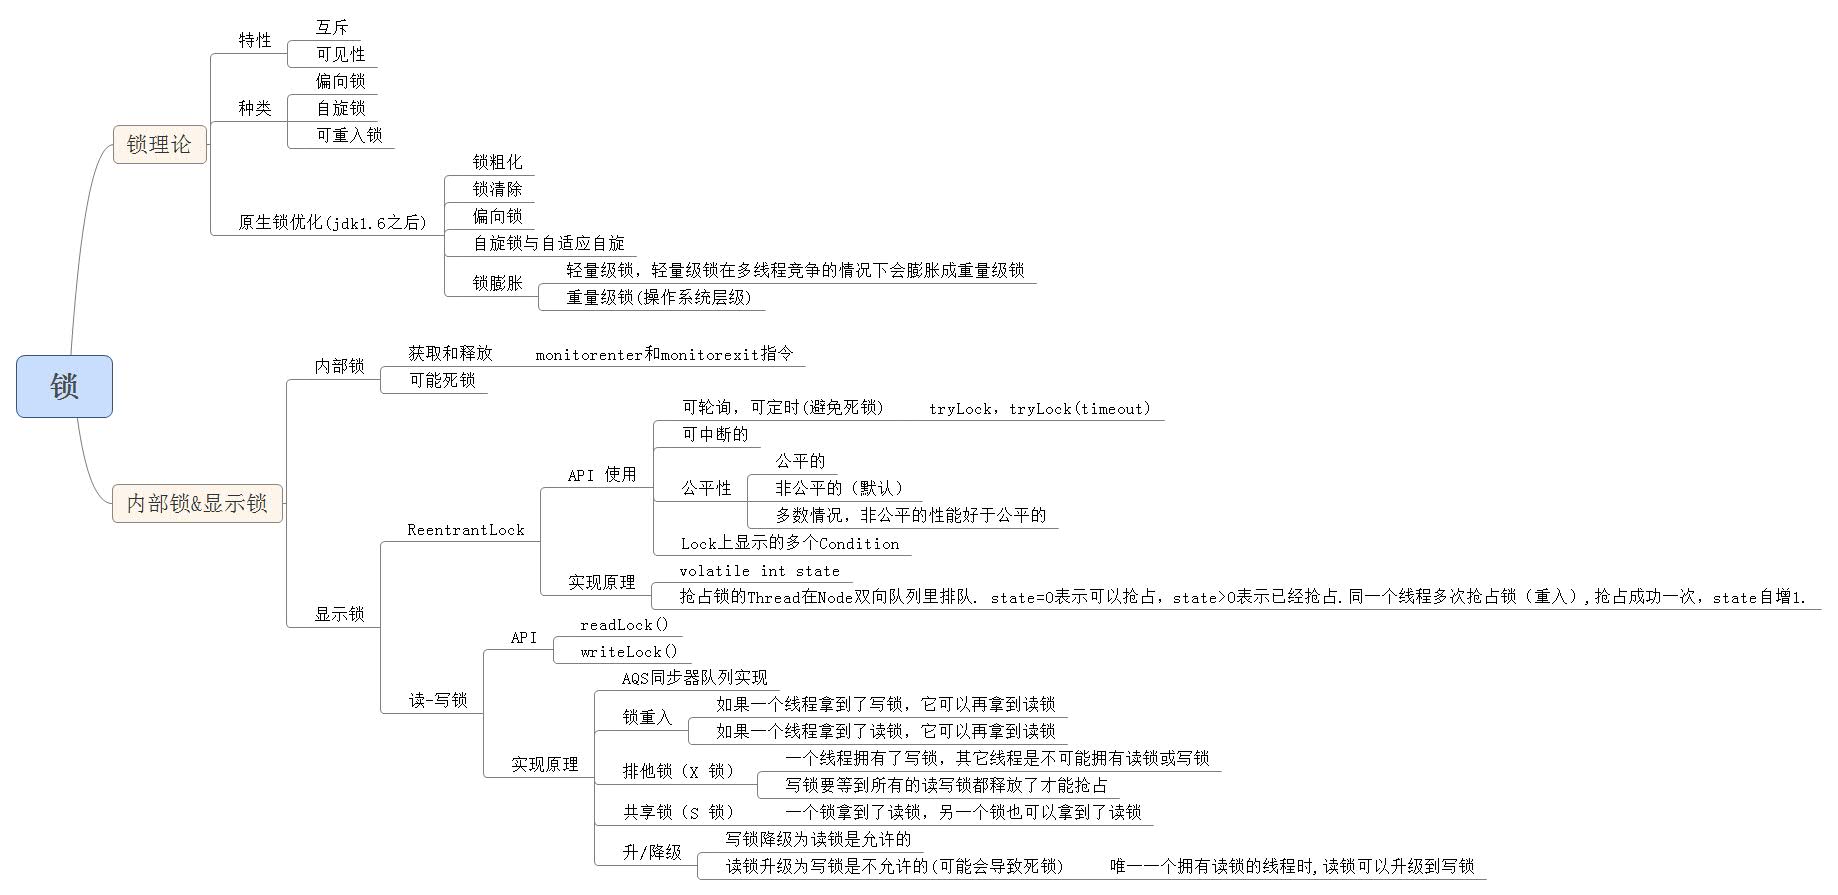 锁
锁理论
特性
互斥
可见性
种类
偏向锁
自旋锁
可重入锁
原生锁优化(jdk1.6之后)
锁粗化
锁清除
偏向锁
自旋锁与自适应自旋
锁膨胀
轻量级锁，轻量级锁在多线程竞争的情况下会膨胀成重量级锁
重量级锁(操作系统层级)
内部锁&显示锁
内部锁
获取和释放
monitorenter和monitorexit指令
可能死锁
显示锁
ReentrantLock
API 使用
可轮询，可定时(避免死锁)
tryLock，tryLock(timeout)
可中断的
公平性
公平的
非公平的（默认）
多数情况，非公平的性能好于公平的
Lock上显示的多个Condition
实现原理
volatile int state
抢占锁的Thread在Node双向队列里排队. state=0表示可以抢占，state>0表示已经抢占.同一个线程多次抢占锁（重入）,抢占成功一次，state自增1.
读-写锁
API
readLock()
writeLock()
实现原理
AQS同步器队列实现
锁重入
如果一个线程拿到了写锁，它可以再拿到读锁
如果一个线程拿到了读锁，它可以再拿到读锁
排他锁（X 锁）
一个线程拥有了写锁，其它线程是不可能拥有读锁或写锁
写锁要等到所有的读写锁都释放了才能抢占
共享锁（S 锁）
一个锁拿到了读锁，另一个锁也可以拿到了读锁
升/降级
写锁降级为读锁是允许的
读锁升级为写锁是不允许的(可能会导致死锁)
唯一一个拥有读锁的线程时,读锁可以升级到写锁